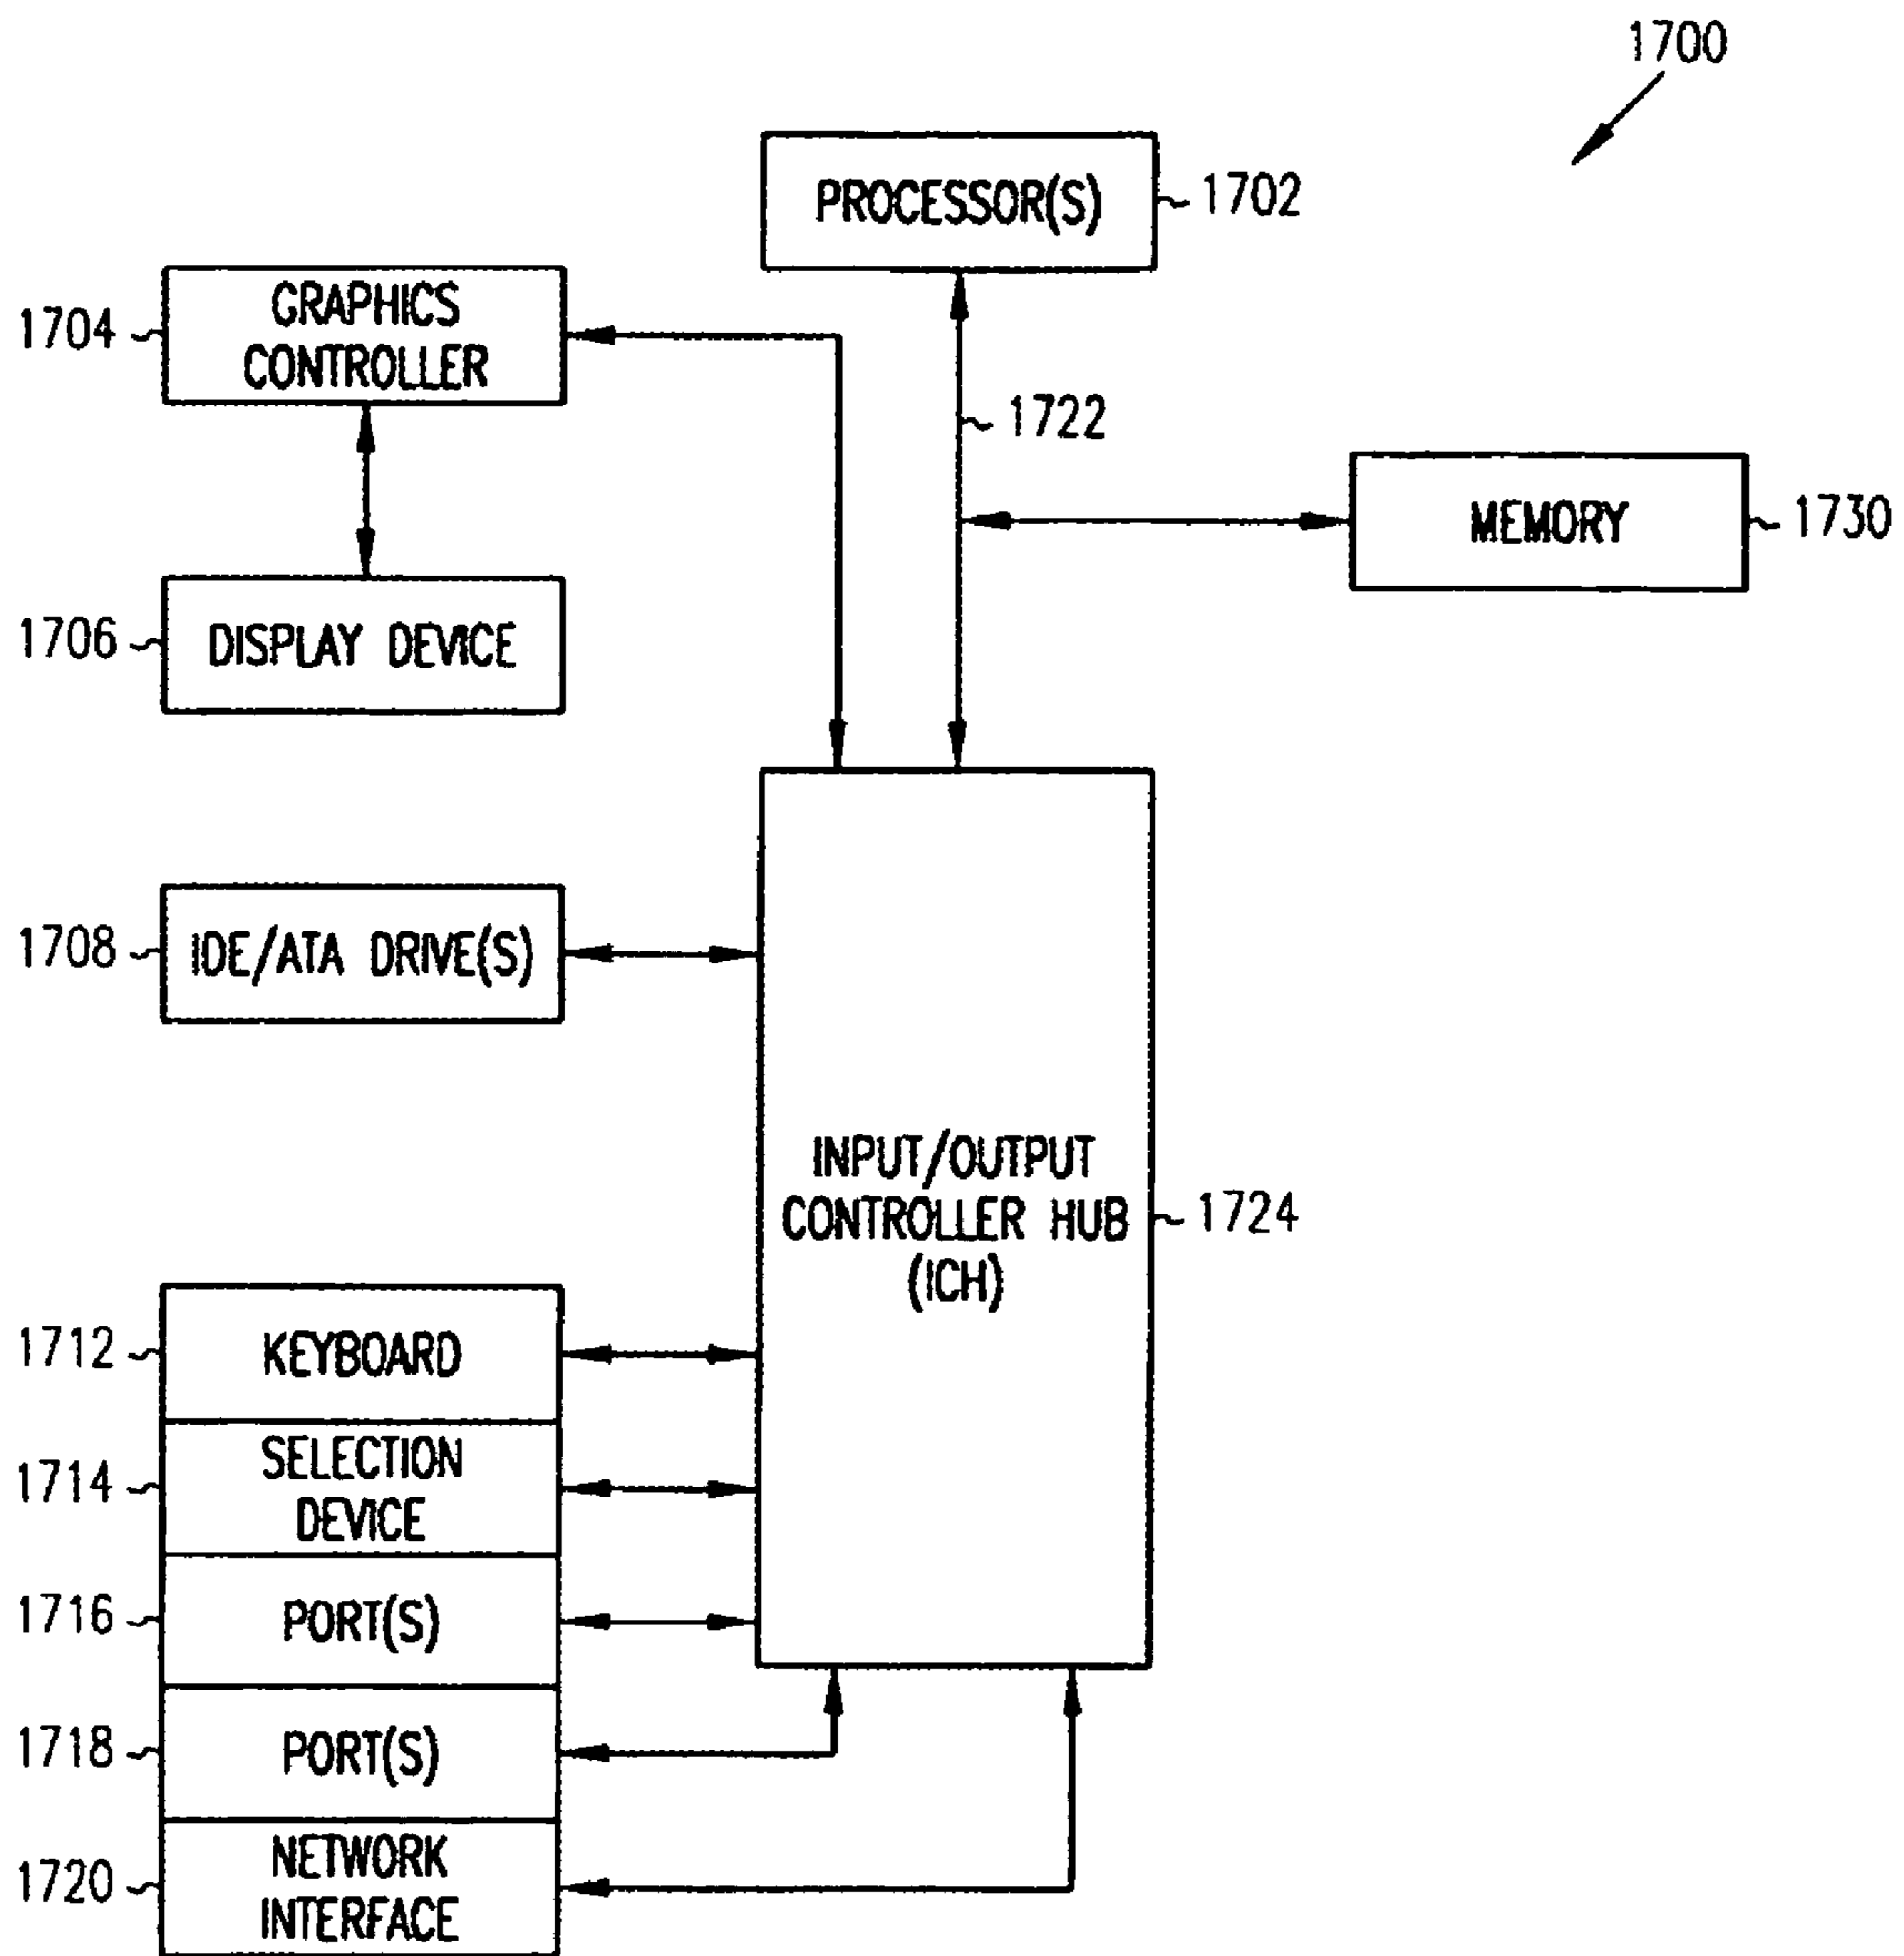 1700
PROCESSOR(S)
1702
GRAPHICS
CONTROLLER
1704
1722
MEMORY
1730
1706
DISPLAY DEVICE
1708
IDE/ATA DRIVE(S)
INPUT/OUTPUT
CONTROLLER HUB
(ICH)
1724
1712
KEYBOARD
1714
SELECTION
DEVICE
1716
PORT(S)
1718
PORT(S)
1720
NETWORK
INTERFACE